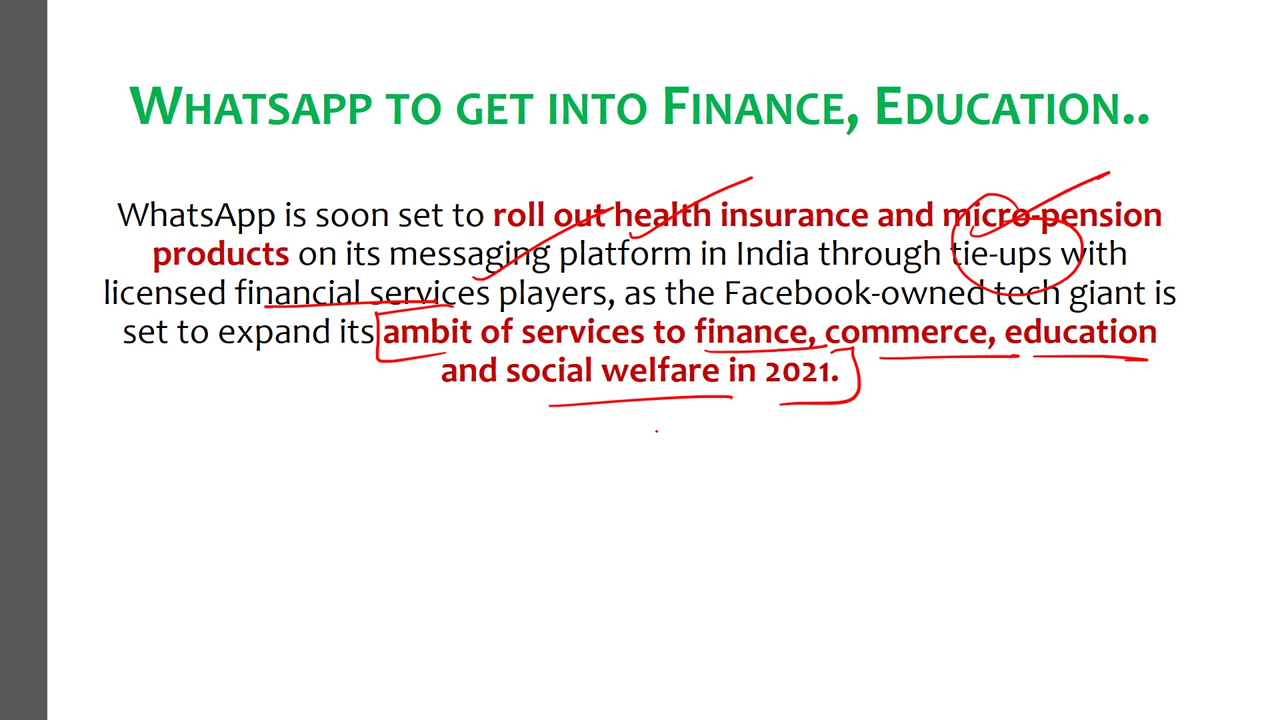 WHATSAPP TO GET INTO FINANCE, EDUCATION..
WhatsApp is soon set to roll out health insurance and micro-pension
products on its messaging platform in India through tie-ups with
licensed financial services players, as the Facebook-owned tech giant is
set to expand its ambit of services to finance, commerce, education
and social welfare in 2021.